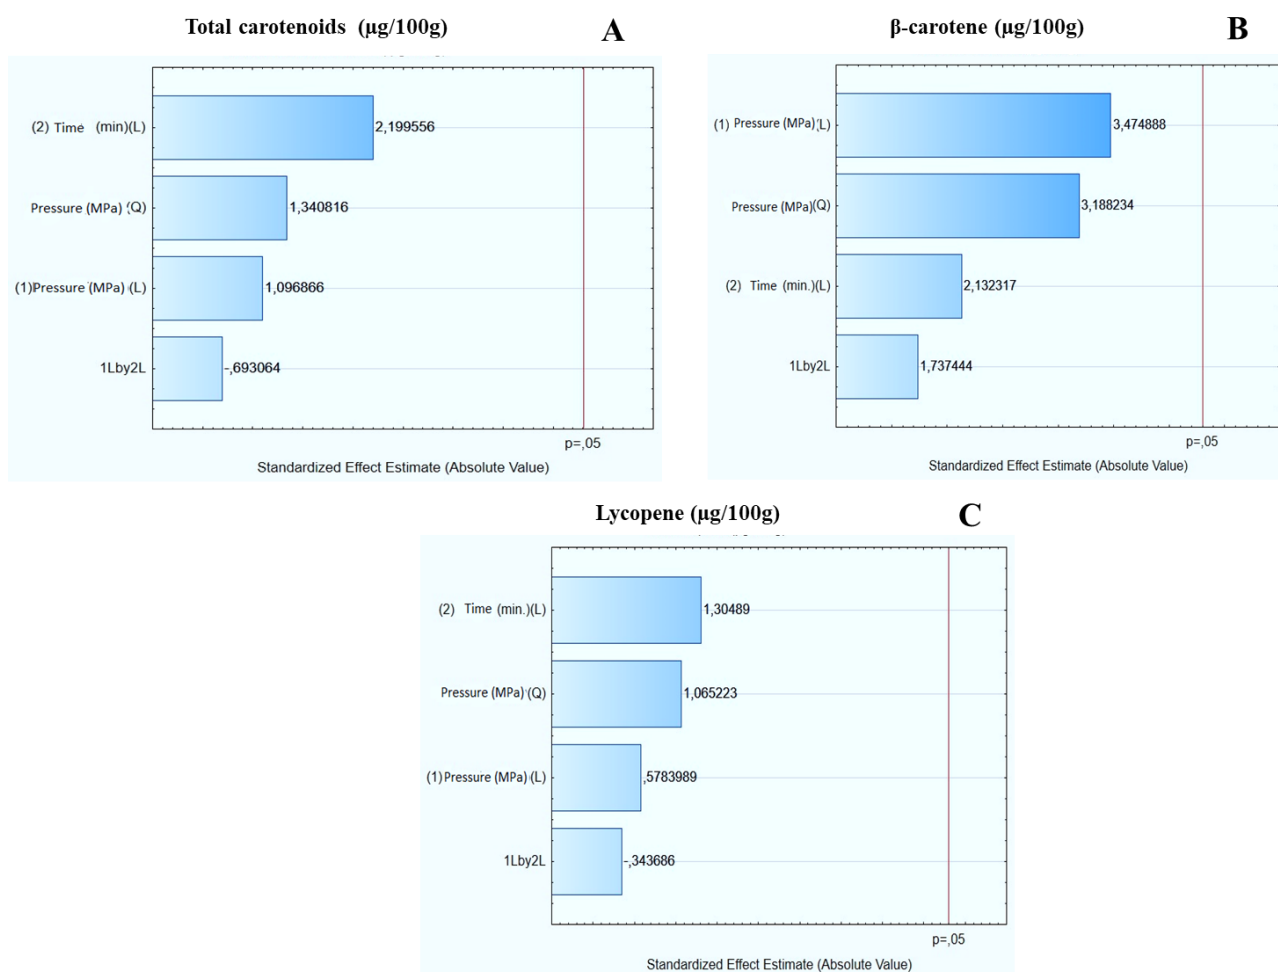 Total carotenoids (µg/100g)
A
(2) Time (min)(L)
2,199556
Pressure (MPa) (Q)
1,340816
(1)Pressure (MPa) (L)
1,096866
1Lby2L
-,693064
p=,05
Standardized Effect Estimate (Absolute Value)
β-carotene (µg/100g)
B
(1) Pressure (MPa)(L)
3,474888
Pressure (MPa)(Q)
3,188234
(2) Time (min.)(L)
2,132317
1Lby2L
1,737444
p=,05
Standardized Effect Estimate (Absolute Value)
Lycopene (µg/100g)
C
(2) Time (min.)(L)
1,30489
Pressure (MPa) (Q)
1,065223
(1)Pressure (MPa) (L)
,5783989
1Lby2L
-,343686
p=,05
Standardized Effect Estimate (Absolute Value)